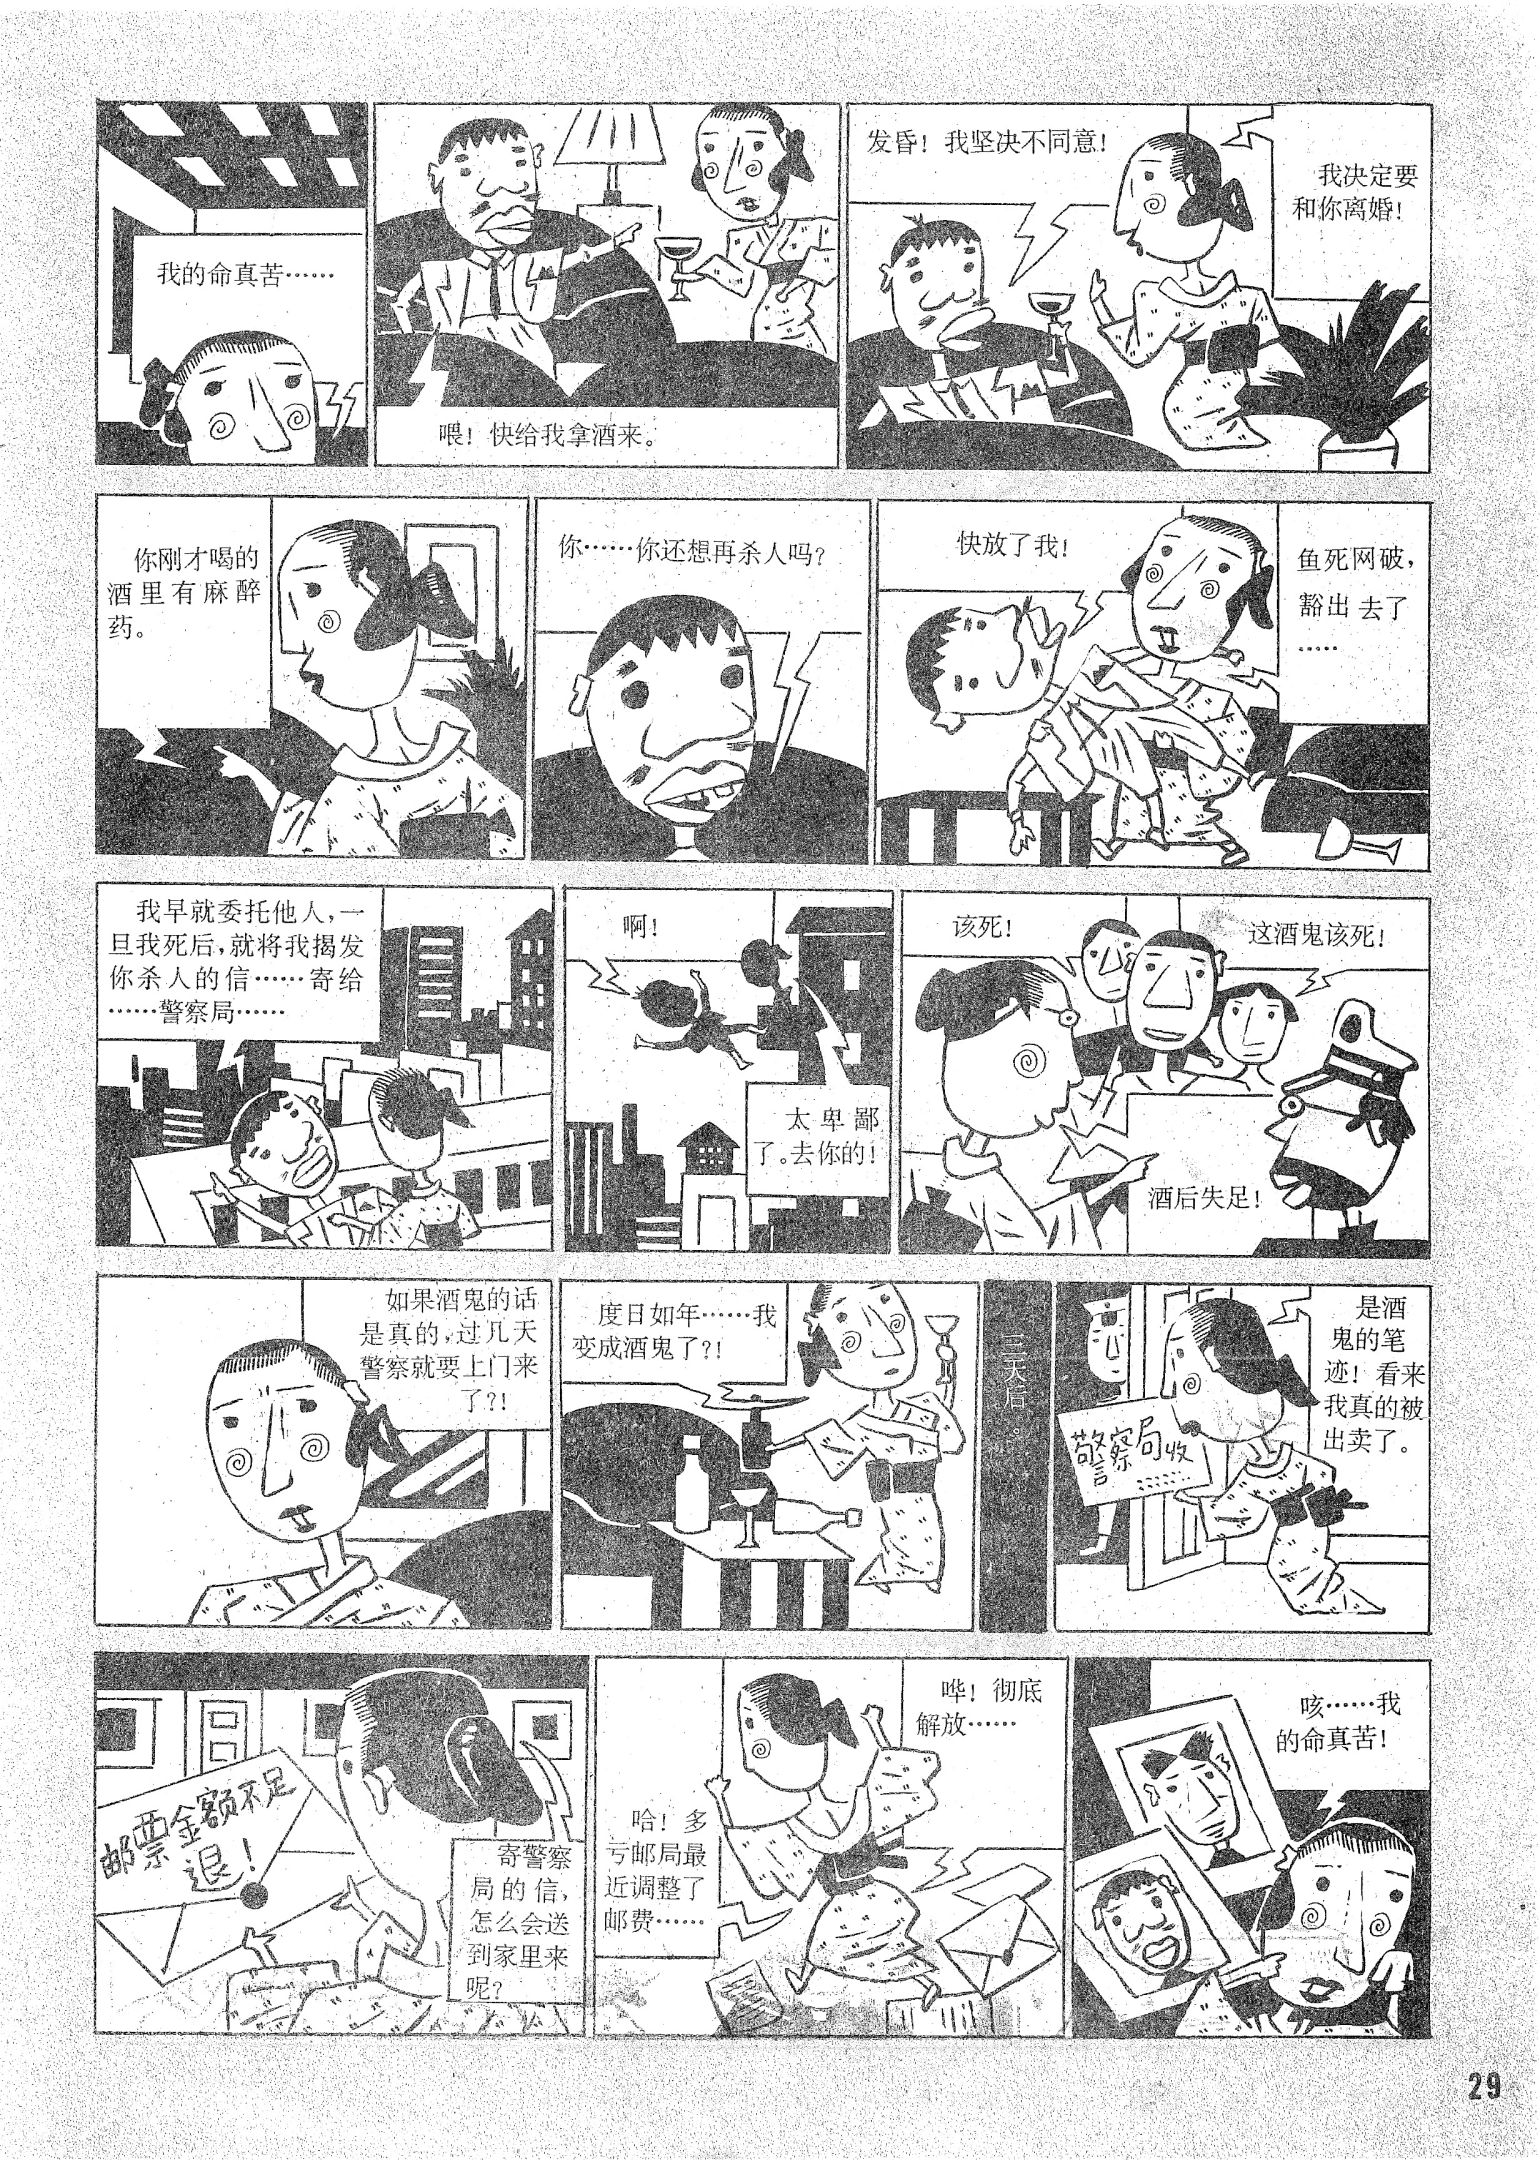 我的命真苦……
喂！快给我拿酒来。
发昏！我坚决不同意！
我决定要
和你离婚！
你刚才喝的
酒里有麻醉
药。
你……你还想再杀人吗？
快放了我！
鱼死网破，
豁出去了
……
我早就委托他人，一
旦我死后，就将我揭发
你杀人的信……寄给
……警察局……
啊！
太卑鄙
了。去你的！
该死！
这酒鬼该死！
酒后失足！
如果酒鬼的话
是真的，过几天
警察就要上门来
了？！
度日如年……我
变成酒鬼了？！
三天后。
警察局收
是酒
鬼的笔
迹！看来
我真的被
出卖了。
邮票金额不足
退！
寄警察
局的信，
怎么会送
到家里来
呢？
哈！多
亏邮局最
近调整了
邮费……
哗！彻底
解放……
咳……我
的命真苦！
29